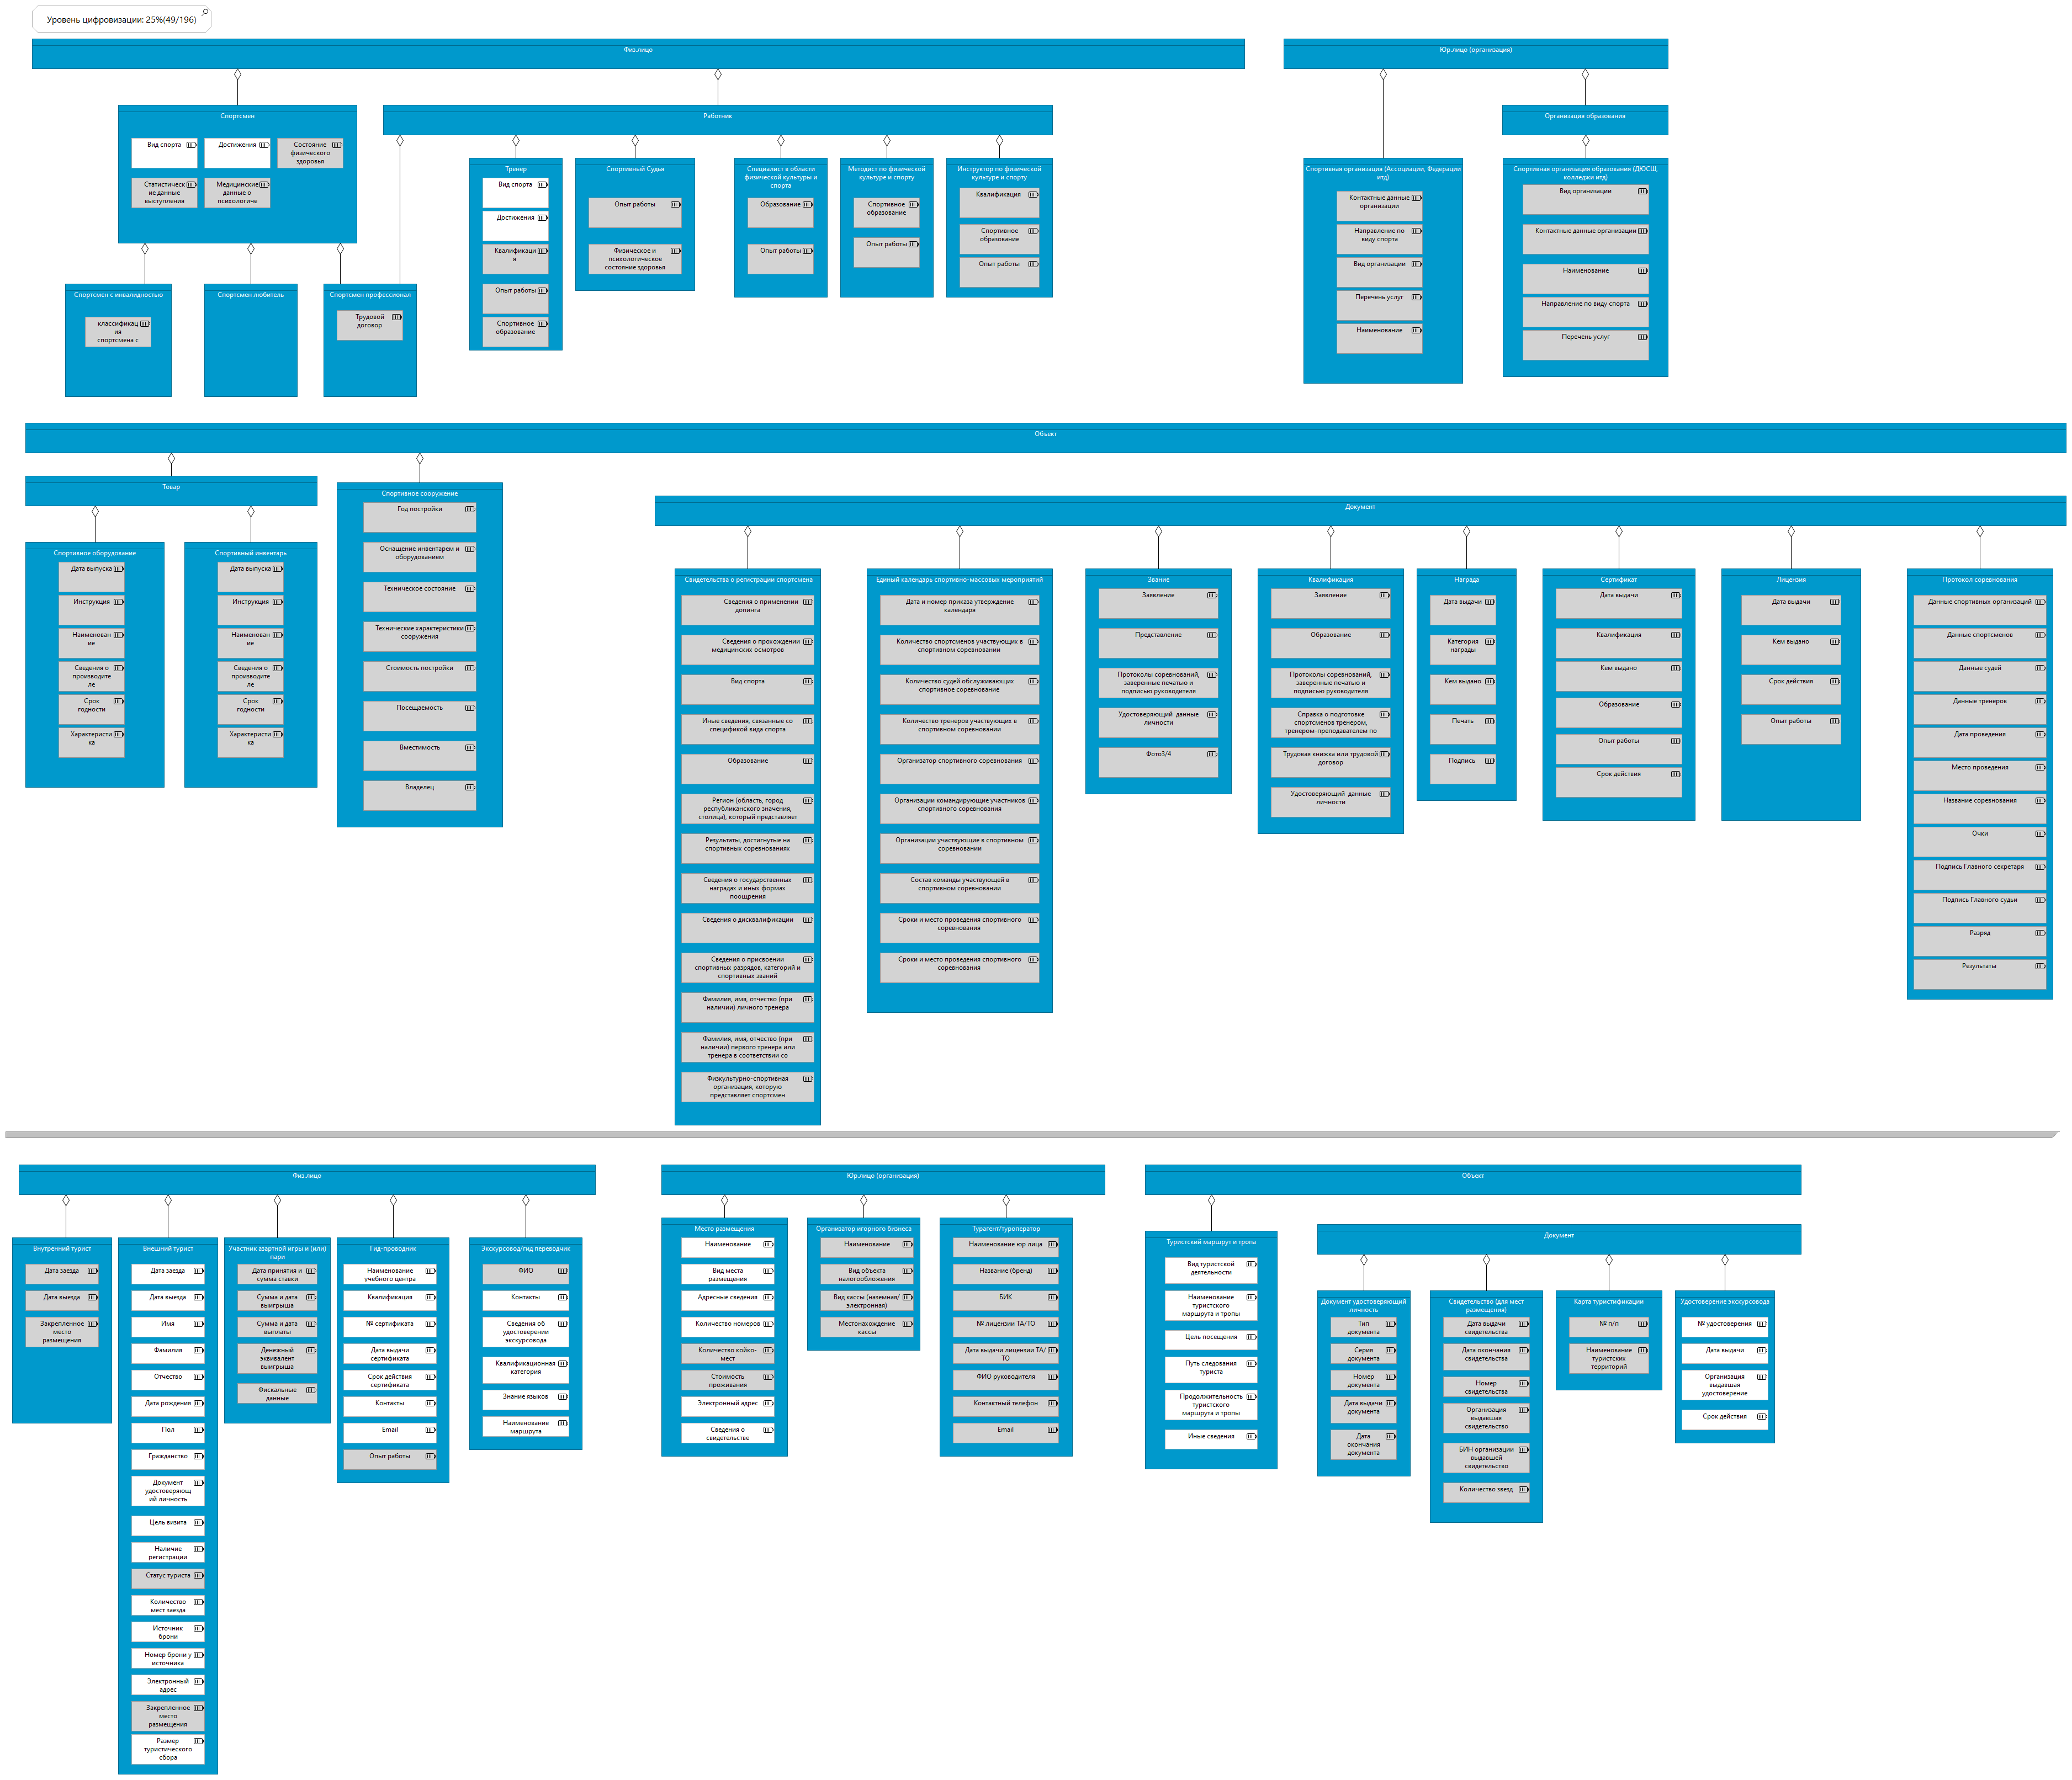 Уровень цифровизации: 25%(49/196)
Физ.лицо
Юр.лицо (организация)
Спортсмен
Вид спорта
Достижения
Состояние
физического
здоровья
Статистическ
ие данные
выступления
Медицинские
данные о
психологиче
Работник
Организация образования
Тренер
Вид спорта
Достижения
Квалификаци
я
Опыт работы
Спортивное
образование
Спортивный Судья
Опыт работы
Физическое и
психологическое
состояние здоровья
Специалист в области
физической культуры и
спорта
Образование
Опыт работы
Методист по физической
культуре и спорту
Спортивное
образование
Опыт работы
Инструктор по физической
культуре и спорту
Квалификация
Спортивное
образование
Опыт работы
Спортивная организация (Ассоциации, Федерации
итд)
Контактные данные
организации
Направление по
виду спорта
Вид организации
Перечень услуг
Наименование
Спортивная организация образования (ДЮСШ,
колледжи итд)
Вид организации
Контактные данные организации
Наименование
Направление по виду спорта
Перечень услуг
Спортсмен с инвалидностью
классификац
ия
спортсмена с
Спортсмен любитель
Спортсмен профессионал
Трудовой
договор
Объект
Товар
Спортивное оборудование
Дата выпуска
Инструкция
Наименован
ие
Сведения о
производите
ле
Срок
годности
Характеристи
ка
Спортивный инвентарь
Дата выпуска
Инструкция
Наименован
ие
Сведения о
производите
ле
Срок
годности
Характеристи
ка
Спортивное сооружение
Год постройки
Оснащение инвентарем и
оборудованием
Техническое состояние
Технические характеристики
сооружения
Стоимость постройки
Посещаемость
Вместимость
Владелец
Документ
Свидетельства о регистрации спортсмена
Сведения о применении
допинга
Сведения о прохождении
медицинских осмотров
Вид спорта
Иные сведения, связанные со
спецификой вида спорта
Образование
Регион (область, город
республиканского значения,
столица), который представляет
Результаты, достигнутые на
спортивных соревнованиях
Сведения о государственных
наградах и иных формах
поощрения
Сведения о дисквалификации
Сведения о присвоении
спортивных разрядов, категорий и
спортивных званий
Фамилия, имя, отчество (при
наличии) личного тренера
Фамилия, имя, отчество (при
наличии) первого тренера или
тренера в соответствии со
Физкультурно-спортивная
организация, которую
представляет спортсмен
Единый календарь спортивно-массовых мероприятий
Дата и номер приказа утверждение
календаря
Количество спортсменов участвующих в
спортивном соревновании
Количество судей обслуживающих
спортивное соревнование
Количество тренеров участвующих в
спортивном соревновании
Организатор спортивного соревнования
Организации командирующие участников
спортивного соревнования
Организации участвующие в спортивном
соревновании
Состав команды участвующей в
спортивном соревновании
Сроки и место проведения спортивного
соревнования
Сроки и место проведения спортивного
соревнования
Звание
Заявление
Представление
Протоколы соревнований,
заверенные печатью и
подписью руководителя
Удостоверяющий данные
личности
Фото3/4
Квалификация
Заявление
Образование
Протоколы соревнований,
заверенные печатью и
подписью руководителя
Справка о подготовке
спортсменов тренером,
тренером-преподавателем по
Трудовая книжка или трудовой
договор
Удостоверяющий данные
личности
Награда
Дата выдачи
Категория
награды
Кем выдано
Печать
Подпись
Сертификат
Дата выдачи
Квалификация
Кем выдано
Образование
Опыт работы
Срок действия
Лицензия
Дата выдачи
Кем выдано
Срок действия
Опыт работы
Протокол соревнования
Данные спортивных организаций
Данные спортсменов
Данные судей
Данные тренеров
Дата проведения
Место проведения
Название соревнования
Очки
Подпись Главного секретаря
Подпись Главного судьи
Разряд
Результаты
Физ.лицо
Внутренний турист
Дата заезда
Дата выезда
Закрепленное
место
размещения
Внешний турист
Дата заезда
Дата выезда
Имя
Фамилия
Отчество
Дата рождения
Пол
Гражданство
Документ
удостоверяющ
ий личность
Цель визита
Наличие
регистрации
Статус туриста
Количество
мест заезда
Источник
брони
Номер брони у
источника
Электронный
адрес
Закрепленное
место
размещения
Размер
туристического
сбора
Участник азартной игры и (или)
пари
Дата принятия и
сумма ставки
Сумма и дата
выигрыша
Сумма и дата
выплаты
Денежный
эквивалент
выигрыша
Фискальные
данные
Гид-проводник
Наименование
учебного центра
Квалификация
№ сертификата
Дата выдачи
сертификата
Срок действия
сертификата
Контакты
Email
Опыт работы
Экскурсовод/гид переводчик
ФИО
Контакты
Сведения об
удостоверении
экскурсовода
Квалификационная
категория
Знание языков
Наименование
маршрута
Юр.лицо (организация)
Место размещения
Наименование
Вид места
размещения
Адресные сведения
Количество номеров
Количество койко-
мест
Стоимость
проживания
Электронный адрес
Сведения о
свидетельстве
Организатор игорного бизнеса
Наименование
Вид объекта
налогообложения
Вид кассы (наземная/
электронная)
Местонахождение
кассы
Турагент/туроператор
Наименование юр лица
Название (бренд)
БИК
№ лицензии ТА/ТО
Дата выдачи лицензии ТА/
ТО
ФИО руководителя
Контактный телефон
Email
Объект
Туристский маршрут и тропа
Вид туристской
деятельности
Наименование
туристского
маршрута и тропы
Цель посещения
Путь следования
туриста
Продолжительность
туристского
маршрута и тропы
Иные сведения
Документ
Документ удостоверяющий
личность
Тип
документа
Серия
документа
Номер
документа
Дата выдачи
документа
Дата
окончания
документа
Свидетельство (для мест
размещения)
Дата выдачи
свидетельства
Дата окончания
свидетельства
Номер
свидетельства
Организация
выдавшая
свидетельство
БИН организации
выдавшей
свидетельство
Количество звезд
Карта туристификации
№ п/п
Наименование
туристских
территорий
Удостоверение экскурсовода
№ удостоверения
Дата выдачи
Организация
выдавшая
удостоверение
Срок действия